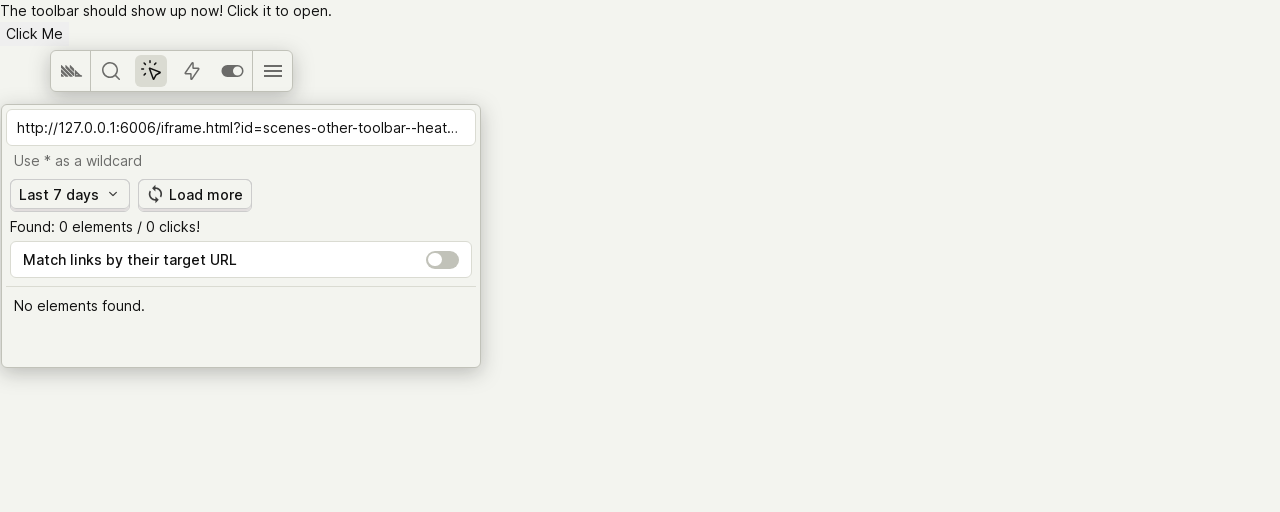 The toolbar should show up now! Click it to open.
Click Me
http://127.0.0.1:6006/iframe.html?id=scenes-other-toolbar--heat...
Use * as a wildcard
Last 7 days
Load more
Found: 0 elements / 0 clicks!
Match links by their target URL
No elements found.